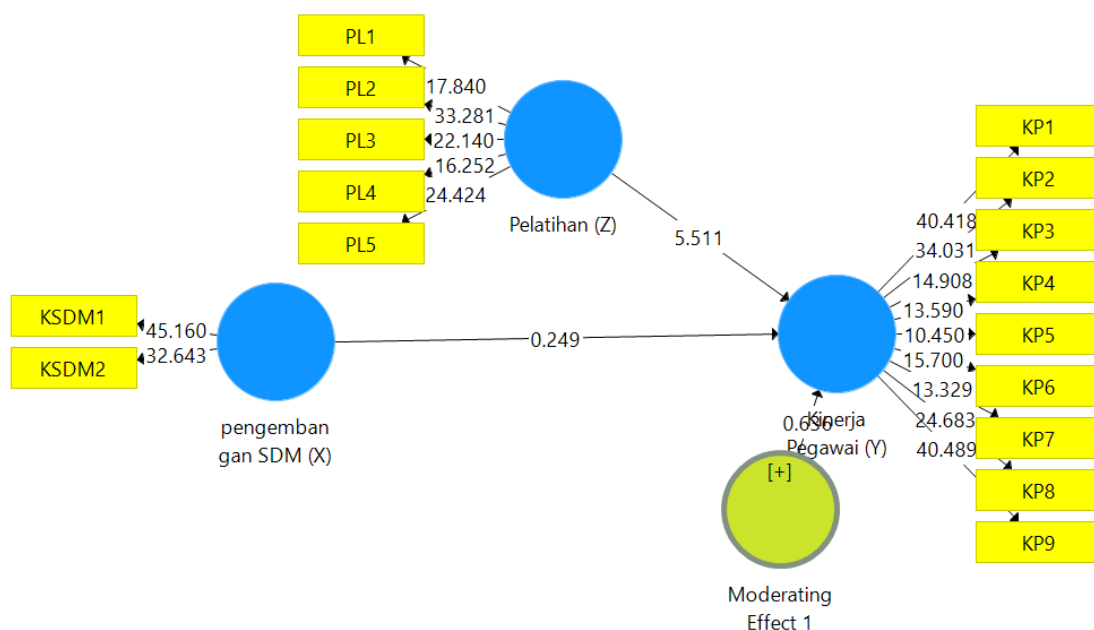 PL1
PL2
PL3
PL4
PL5
17.840
33.281
22.140
16.252
24.424
Pelatihan (Z)
5.511
KSDM1
KSDM2
45.160
32.643
pengemban
gan SDM (X)
0.249
KP1
KP2
KP3
KP4
KP5
KP6
KP7
KP8
KP9
40.418
34.031
14.908
13.590
10.450
15.700
13.329
24.683
40.489
Kinerja
Pegawai (Y)
0.636
[+]
Moderating
Effect 1